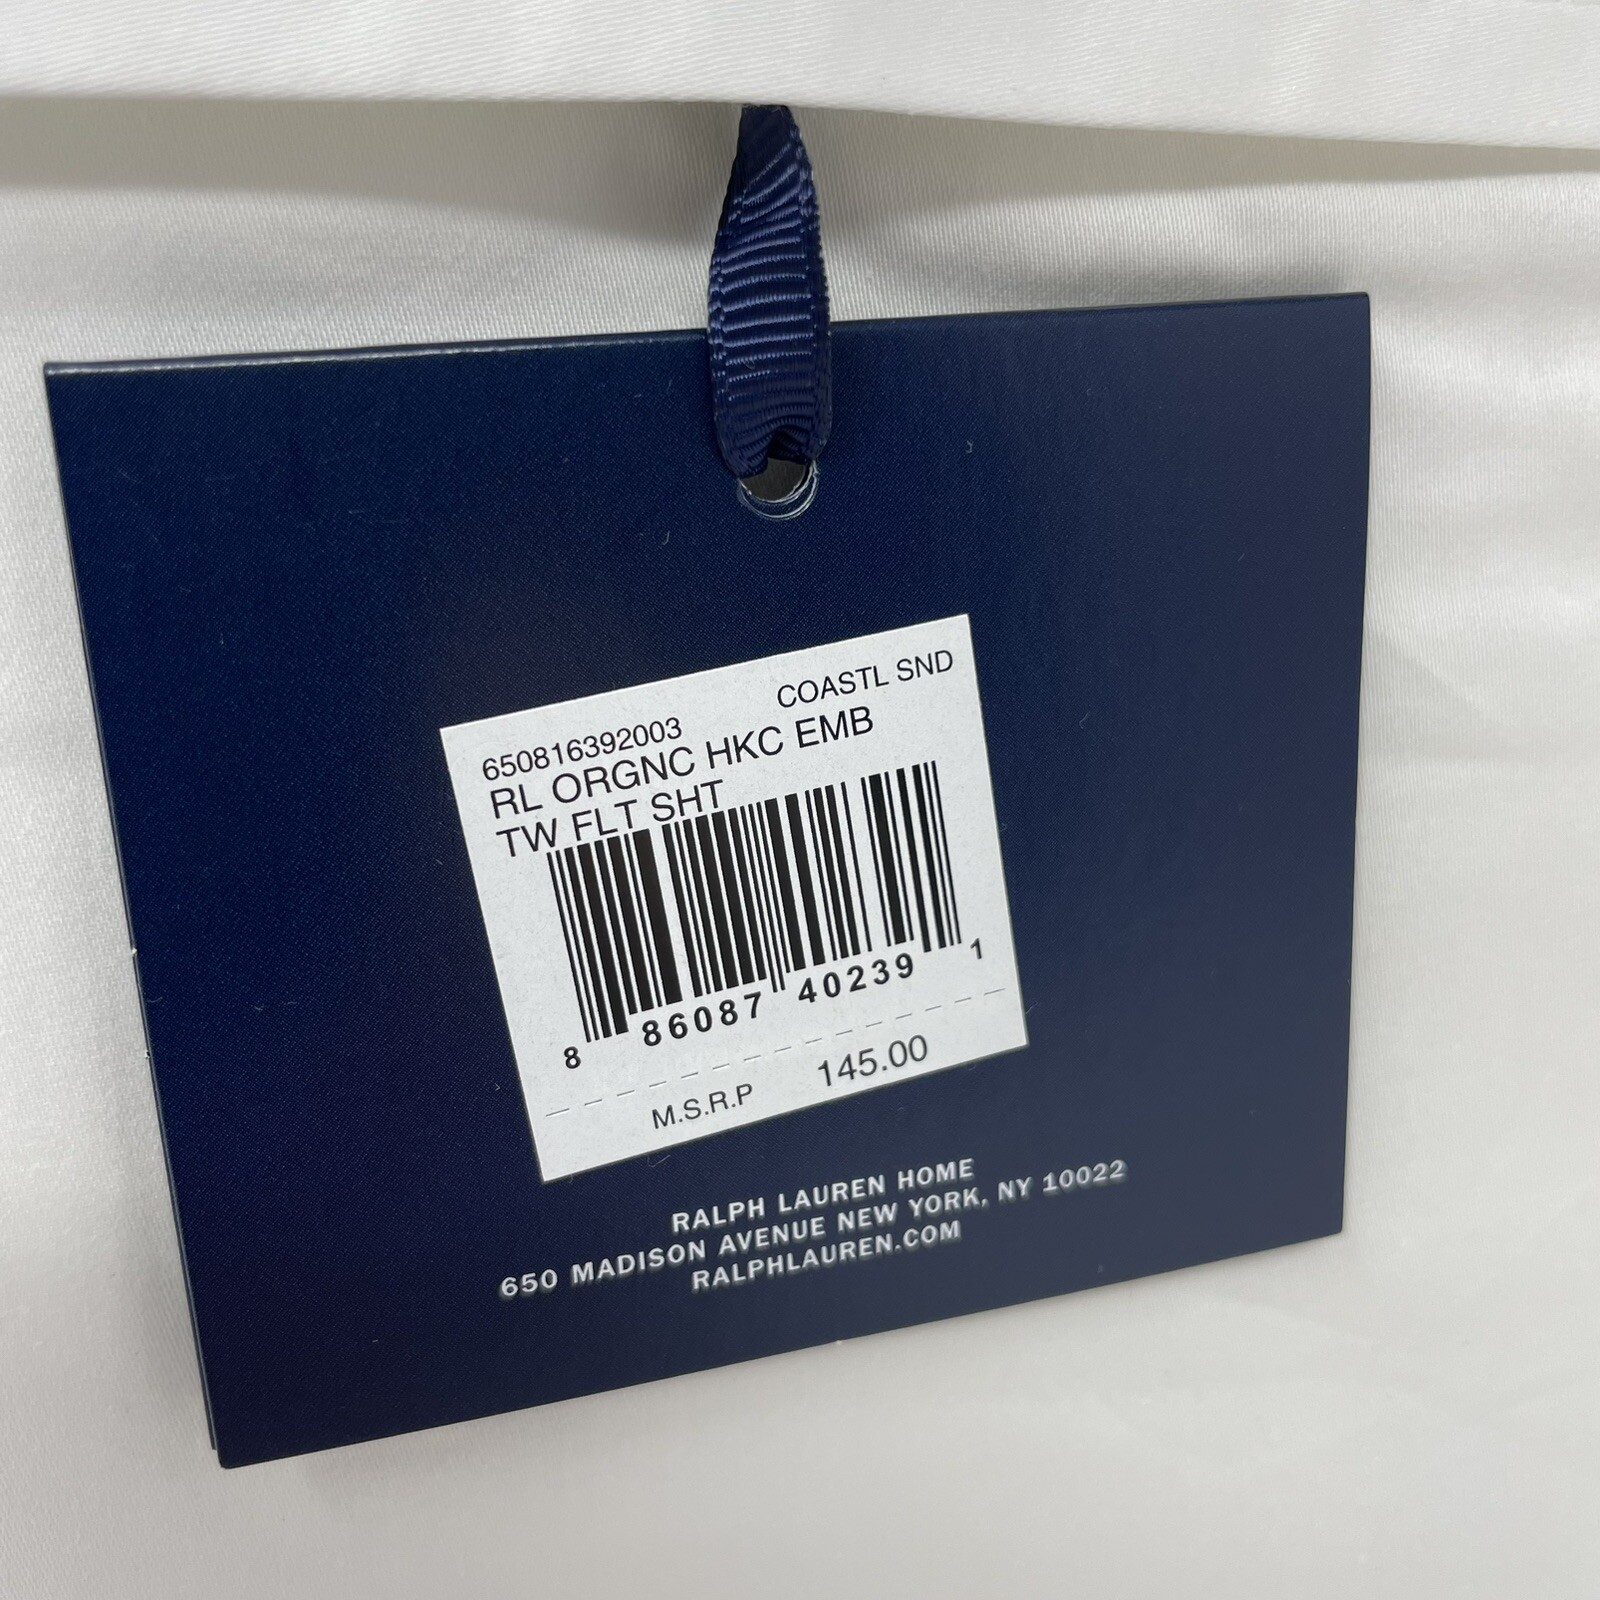 650816392003 COASTL SND
RL ORGNC HKC EMB
TW FLT SHT
8 86087 40239 1
M.S.R.P 145.00
RALPH LAUREN HOME
650 MADISON AVENUE NEW YORK, NY 10022
RALPHLAUREN.COM